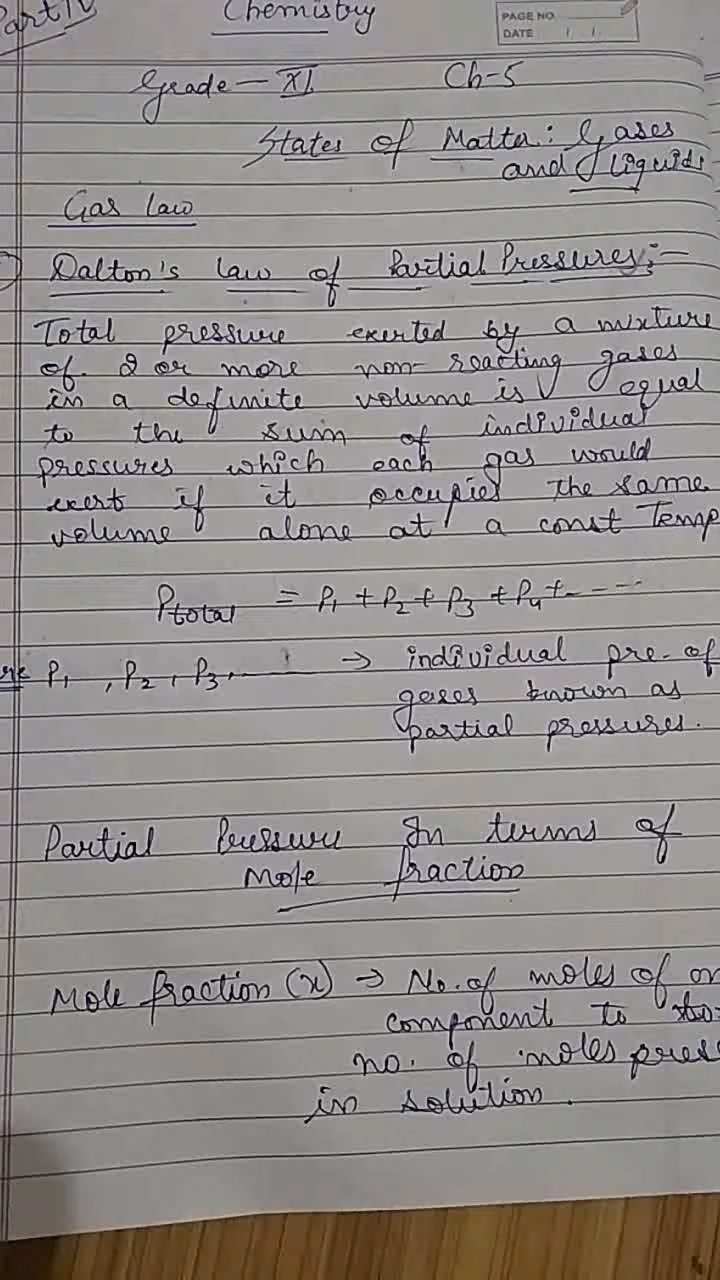 Part IV
Chemistry
PAGE NO.
DATE / /
Grade — XI Ch-5
States of Matter: Gases
and Liquids
Gas law
Dalton's law of Partial Pressures:-
Total pressure exerted by a mixture
of 2 or more non-reacting gases
in a definite volume is equal
to the sum of individual
pressures which each gas would
exert if it occupies the same
volume alone at a const Temp
Ptotal = P1 + P2 + P3 + P4 + - - - -
P1, P2, P3, → individual pre. of
gases known as
partial pressures.
Partial Pressure In terms of
Mole fraction
Mole fraction (x) → No. of moles of
component to
no. of moles
in solution.